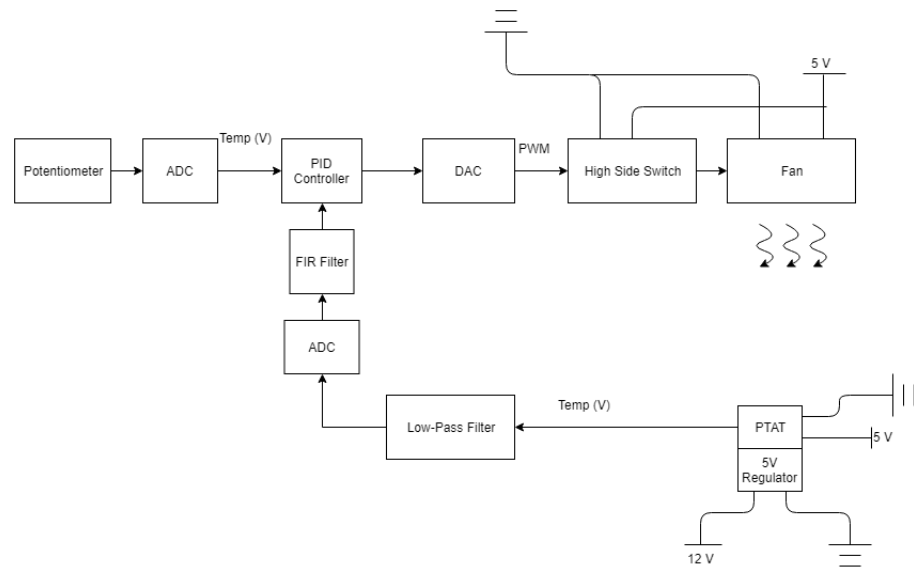 5 V
Temp (V)
PWM
Potentiometer
ADC
PID
Controller
DAC
High Side Switch
Fan
FIR Filter
ADC
Temp (V)
Low-Pass Filter
PTAT
5 V
5V
Regulator
12 V